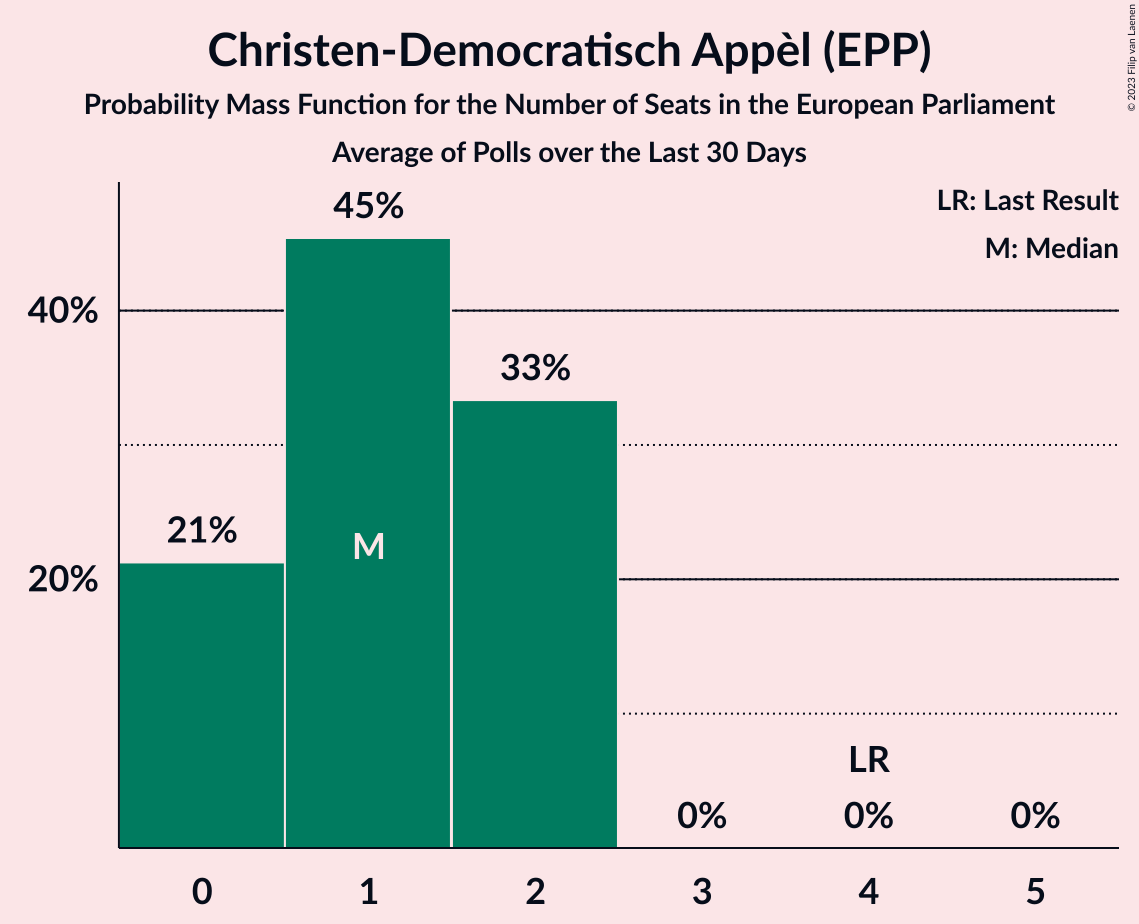 Christen-Democratisch Appèl (EPP)
Probability Mass Function for the Number of Seats in the European Parliament
Average of Polls over the Last 30 Days
© 2023 Filip van Laenen
LR: Last Result
M: Median
45%
40%
33%
21%
M
20%
LR
0% 0% 0%
0 1 2 3 4 5